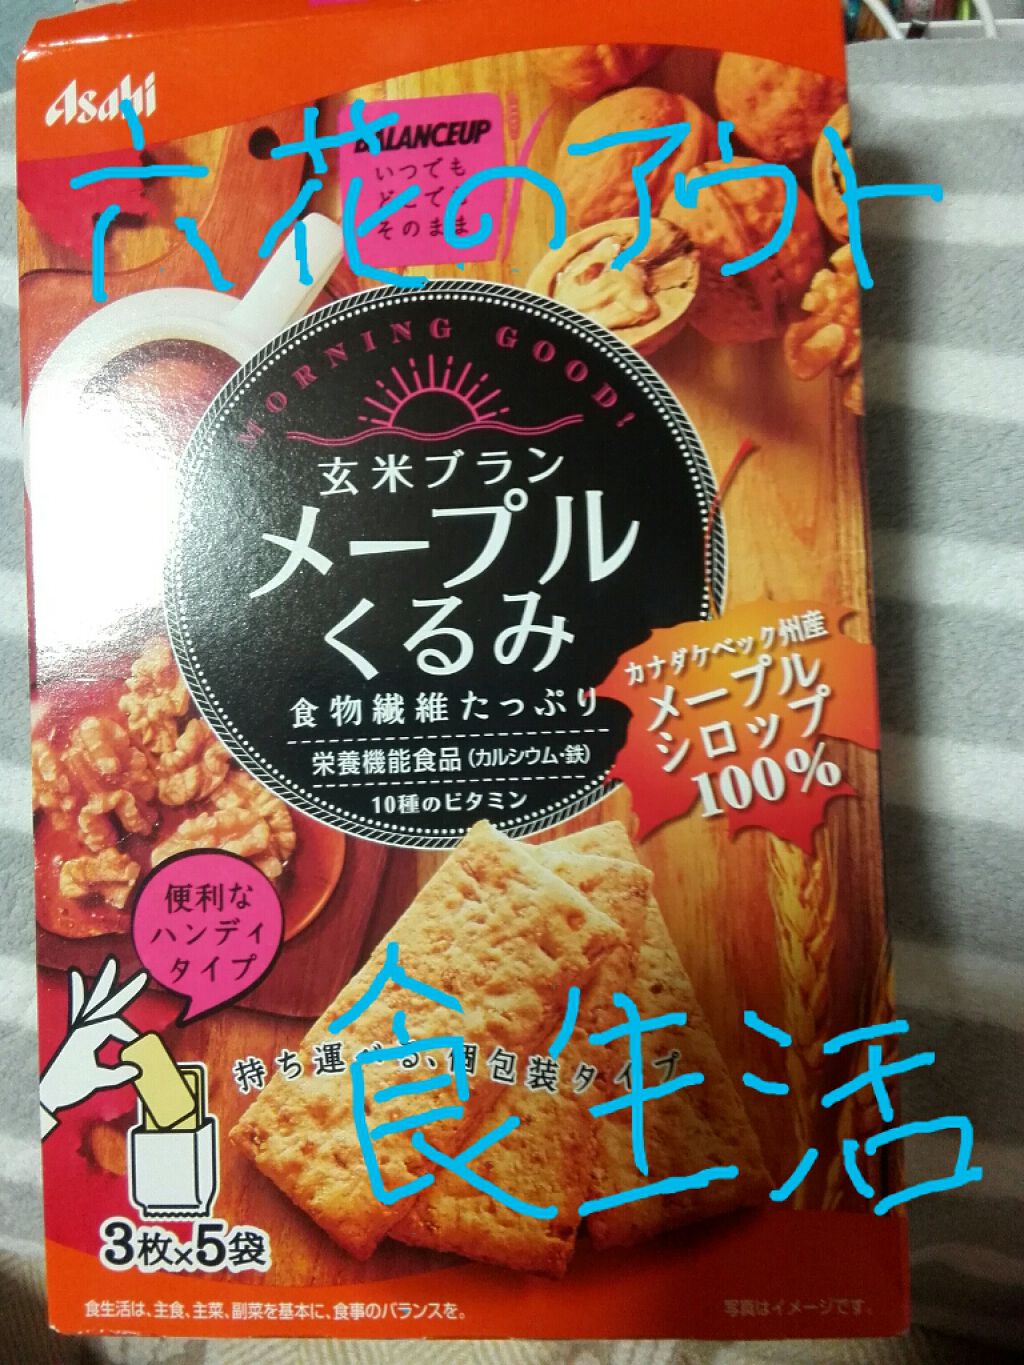 Asahi
BALANCEUP
いつでも
どこでも
そのまま
六花のアウト
MORNING GOOD!
玄米ブラン
メープル
くるみ
食物繊維たっぷり
栄養機能食品(カルシウム・鉄)
10種のビタミン
カナダケベック州産
メープル
シロップ
100%
便利な
ハンディ
タイプ
食生活
持ち運べる、個包装タイプ
3枚×5袋
食生活は、主食、主菜、副菜を基本に、食事のバランスを。
写真はイメージです。